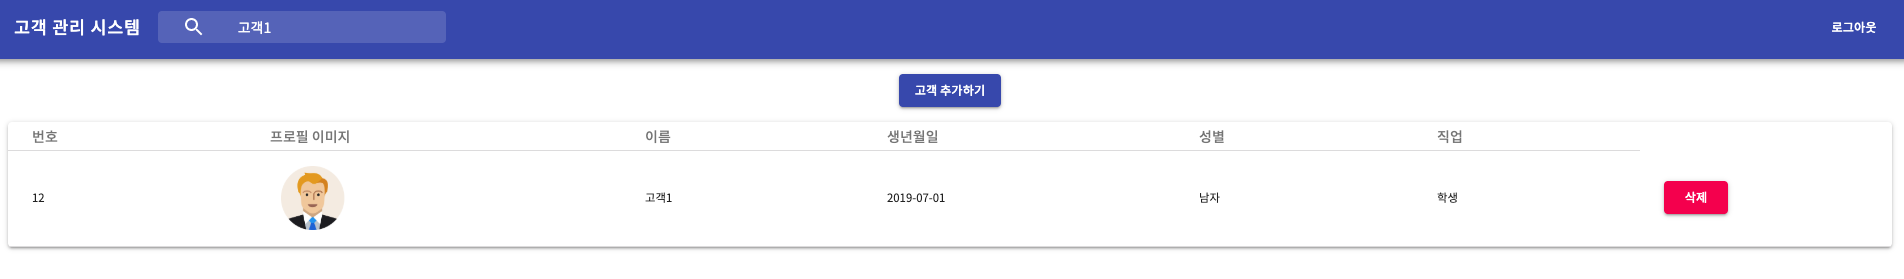 고객 관리 시스템 고객1 로그아웃
고객 추가하기
번호 프로필 이미지 이름 생년월일 성별 직업
12 고객1 2019-07-01 남자 학생 삭제